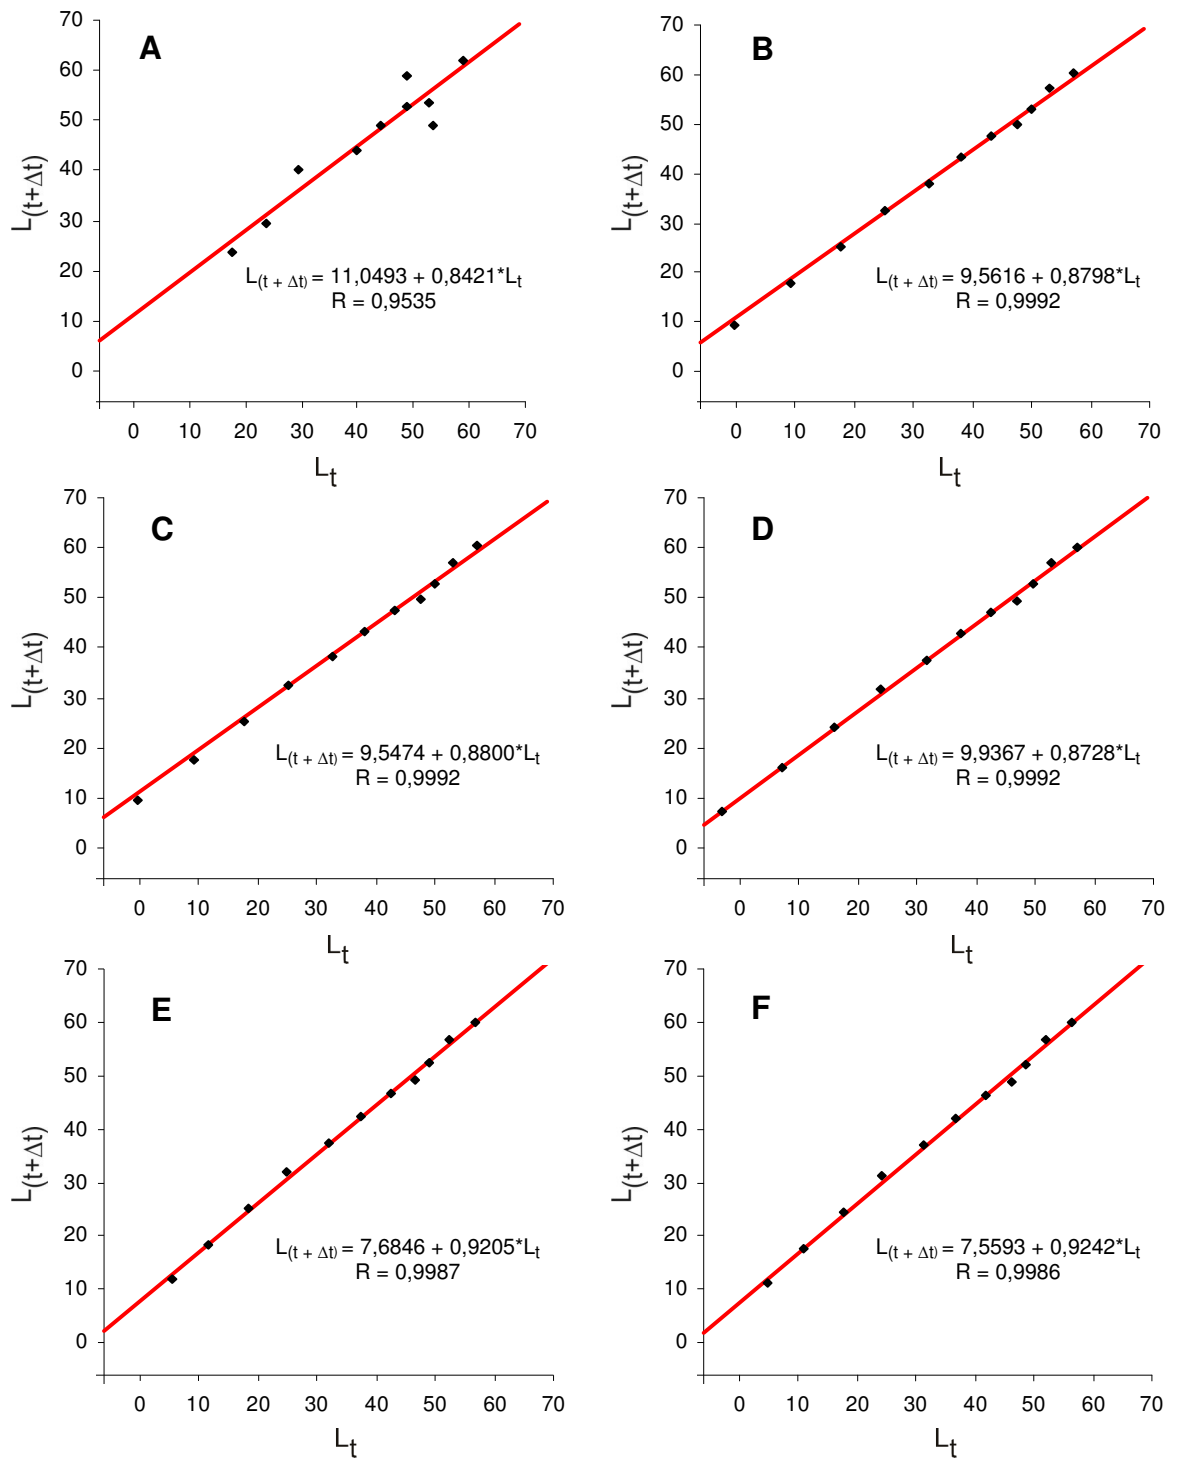 A
70
60
50
40
30
20
10
0
L(t+Δt)
L(t + Δt) = 11,0493 + 0,8421*Lt
R = 0,9535
0 10 20 30 40 50 60 70
Lt
B
70
60
50
40
30
20
10
0
L(t+Δt)
L(t + Δt) = 9,5616 + 0,8798*Lt
R = 0,9992
0 10 20 30 40 50 60 70
Lt
C
70
60
50
40
30
20
10
0
L(t+Δt)
L(t + Δt) = 9,5474 + 0,8800*Lt
R = 0,9992
0 10 20 30 40 50 60 70
Lt
D
70
60
50
40
30
20
10
0
L(t+Δt)
L(t + Δt) = 9,9367 + 0,8728*Lt
R = 0,9992
0 10 20 30 40 50 60 70
Lt
E
70
60
50
40
30
20
10
0
L(t+Δt)
L(t + Δt) = 7,6846 + 0,9205*Lt
R = 0,9987
0 10 20 30 40 50 60 70
Lt
F
70
60
50
40
30
20
10
0
L(t+Δt)
L(t + Δt) = 7,5593 + 0,9242*Lt
R = 0,9986
0 10 20 30 40 50 60 70
Lt